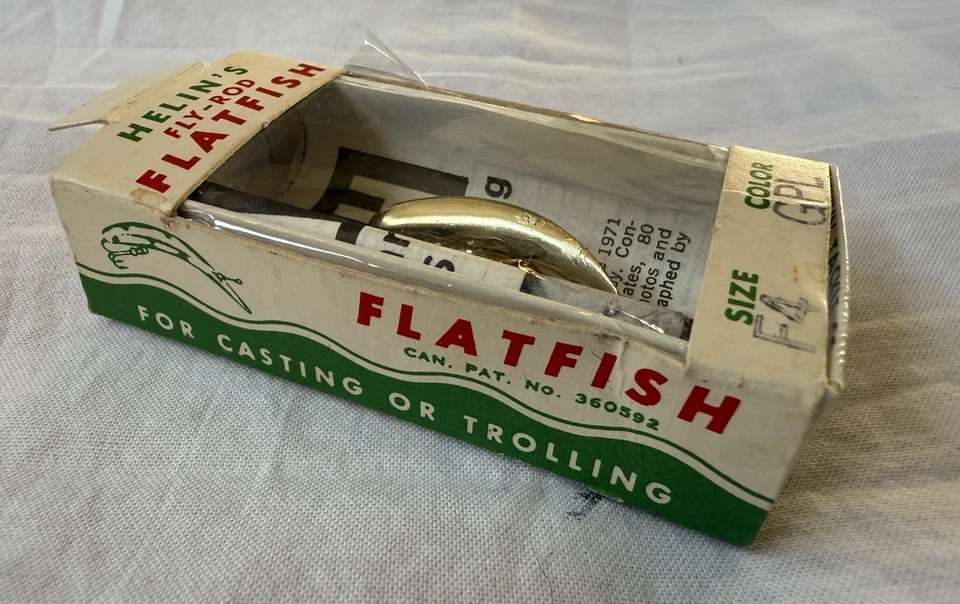 HELIN'S
FLY-ROD
FLATFISH
COLOR
GPL
SIZE
F4
g
1971
Con-
ates, 80
otos and
aphed by
s
FLATFISH
CAN. PAT. NO. 360592
FOR CASTING OR TROLLING